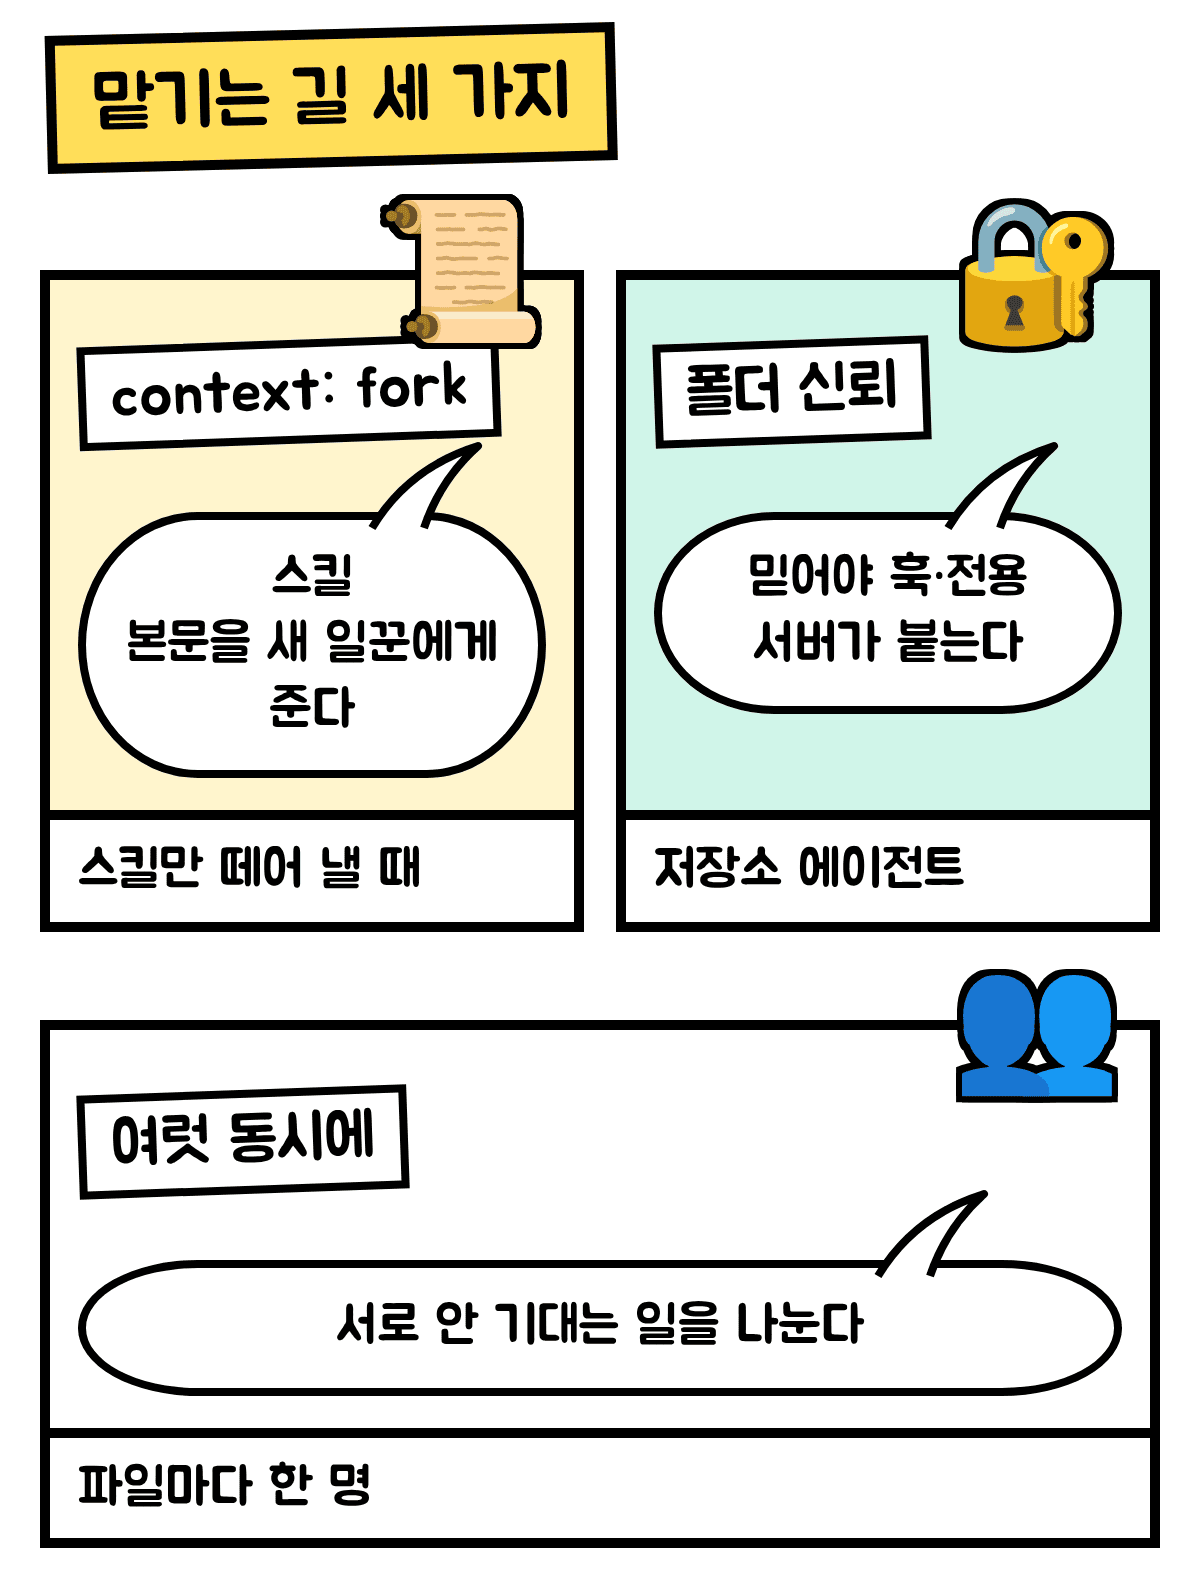 맡기는 길 세 가지
context: fork
스킬
본문을 새 일꾼에게
준다
스킬만 떼어 낼 때
폴더 신뢰
믿어야 훅·전용
서버가 붙는다
저장소 에이전트
여럿 동시에
서로 안 기대는 일을 나눈다
파일마다 한 명